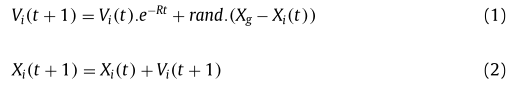 V_i(t + 1) = V_i(t).e^{-Rt} + rand.(X_g − X_i(t)) (1)
X_i(t + 1) = X_i(t) + V_i(t + 1) (2)